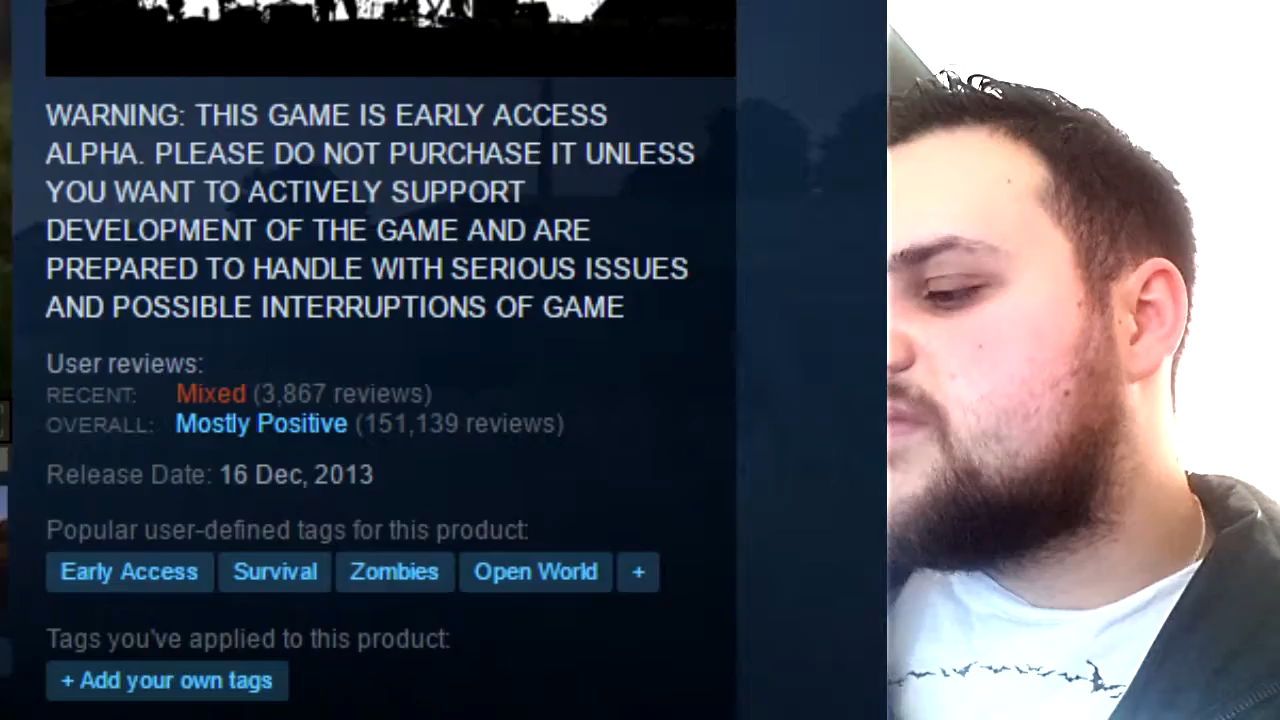 WARNING: THIS GAME IS EARLY ACCESS
ALPHA. PLEASE DO NOT PURCHASE IT UNLESS
YOU WANT TO ACTIVELY SUPPORT
DEVELOPMENT OF THE GAME AND ARE
PREPARED TO HANDLE WITH SERIOUS ISSUES
AND POSSIBLE INTERRUPTIONS OF GAME
User reviews:
RECENT: Mixed (3,867 reviews)
OVERALL: Mostly Positive (151,139 reviews)
Release Date: 16 Dec, 2013
Popular user-defined tags for this product:
Early Access Survival Zombies Open World +
Tags you've applied to this product:
+ Add your own tags